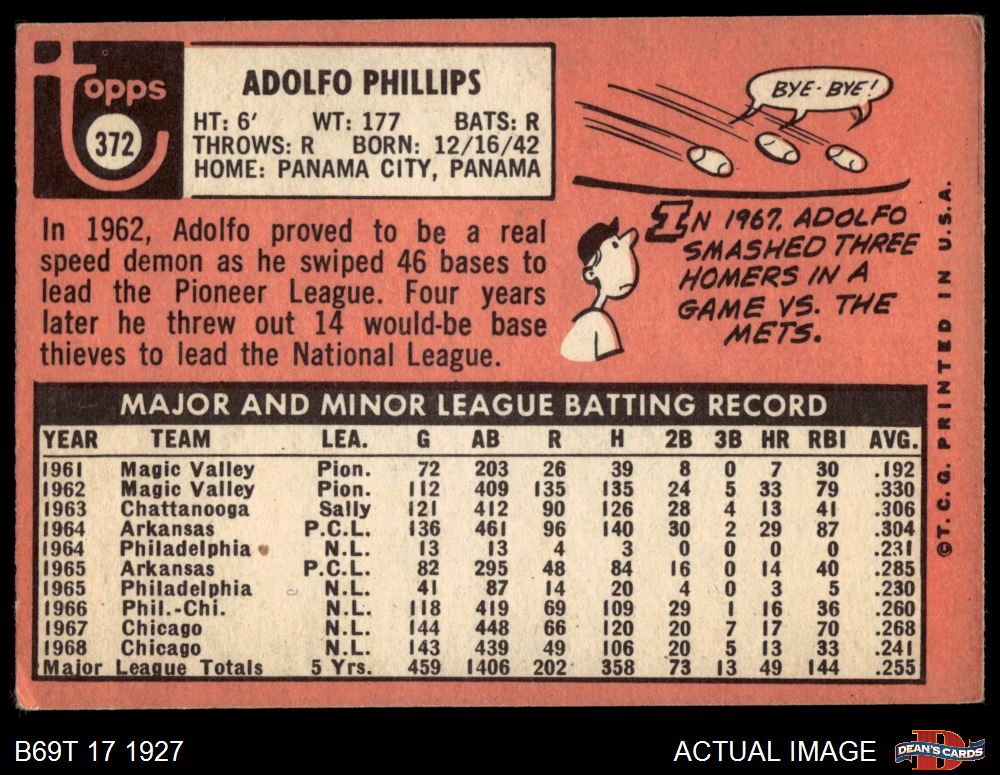 Topps
372
ADOLFO PHILLIPS
HT: 6' WT: 177 BATS: R
THROWS: R BORN: 12/16/42
HOME: PANAMA CITY, PANAMA
In 1962, Adolfo proved to be a real
speed demon as he swiped 46 bases to
lead the Pioneer League. Four years
later he threw out 14 would-be base
thieves to lead the National League.
BYE-BYE!
IN 1967, ADOLFO
SMASHED THREE
HOMERS IN A
GAME VS. THE
METS.
MAJOR AND MINOR LEAGUE BATTING RECORD
YEAR TEAM LEA. G AB R H 2B 3B HR RBI AVG.
1961 Magic Valley Pion. 72 203 26 39 8 0 7 30 .192
1962 Magic Valley Pion. 112 409 135 135 24 5 33 79 .330
1963 Chattanooga Sally 121 412 90 126 28 4 13 41 .306
1964 Arkansas P.C.L. 136 461 96 140 30 2 29 87 .304
1964 Philadelphia N.L. 13 13 4 3 0 0 0 0 .231
1965 Arkansas P.C.L. 82 295 48 84 16 0 14 40 .285
1965 Philadelphia N.L. 41 87 14 20 4 0 3 5 .230
1966 Phil.-Chi. N.L. 118 419 69 109 29 1 16 36 .260
1967 Chicago N.L. 144 448 66 120 20 7 17 70 .268
1968 Chicago N.L. 143 439 49 106 20 5 13 33 .241
Major League Totals 5 Yrs. 459 1406 202 358 73 13 49 144 .255
© T. C. G. PRINTED IN U.S.A.
B69T 17 1927
ACTUAL IMAGE
D
DEAN'S CARDS